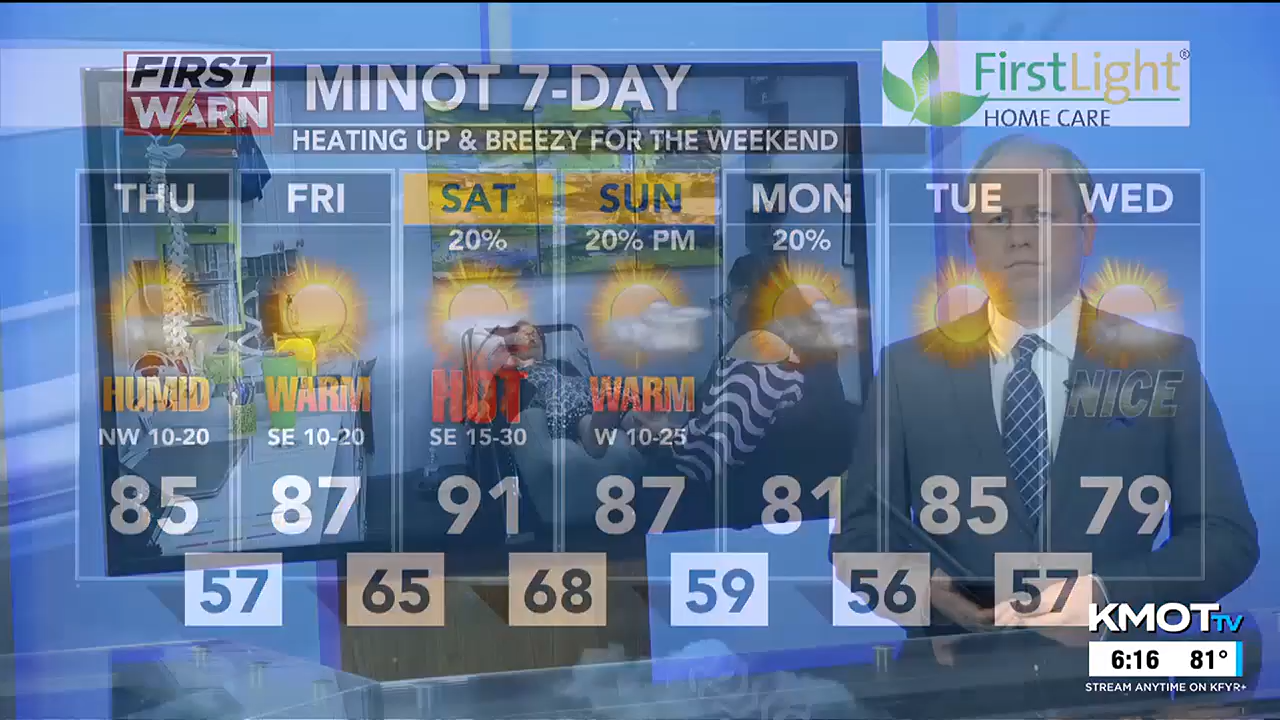 FIRST
WARN
MINOT 7-DAY
HEATING UP & BREEZY FOR THE WEEKEND
FirstLight®
HOME CARE
THU FRI SAT SUN MON TUE WED
20% 20% PM 20%
HUMID WARM HOT WARM NICE
NW 10-20 SE 10-20 SE 15-30 W 10-25
85 87 91 87 81 85 79
57 65 68 59 56 57
KMOT TV
6:16 81°
STREAM ANYTIME ON KFYR+